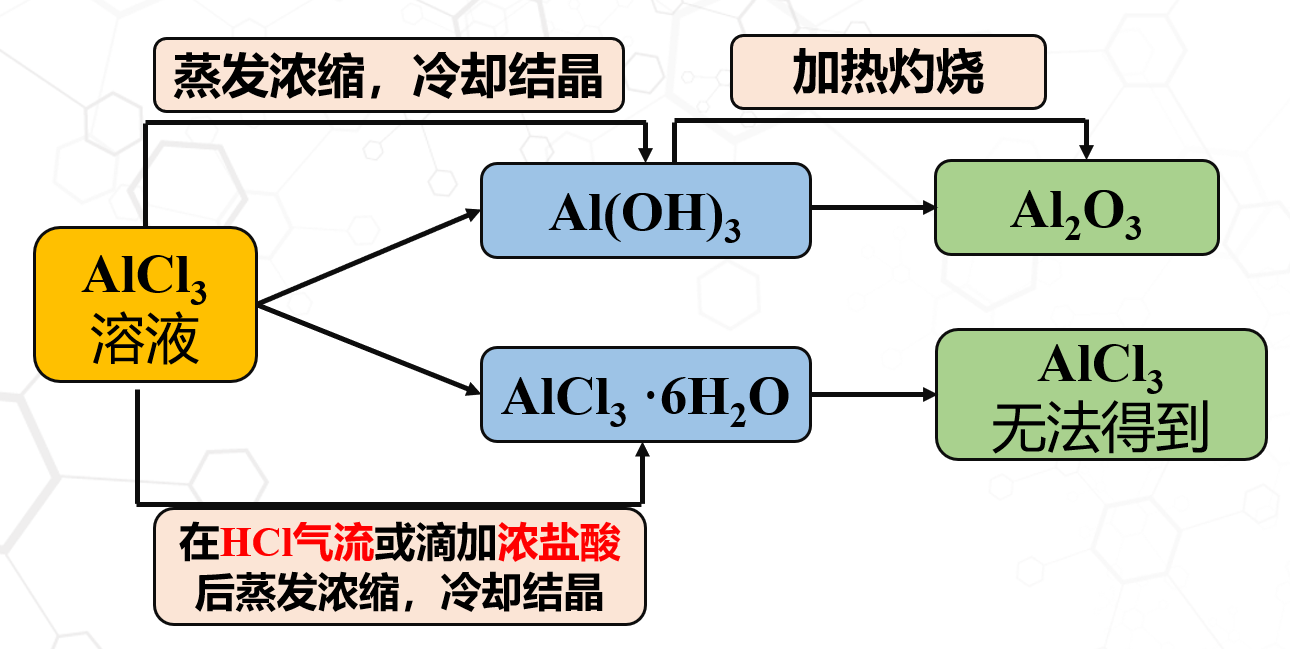 蒸发浓缩，冷却结晶
加热灼烧
Al(OH)₃
Al₂O₃
AlCl₃
溶液
AlCl₃ ·6H₂O
AlCl₃
无法得到
在HCl气流或滴加浓盐酸
后蒸发浓缩，冷却结晶